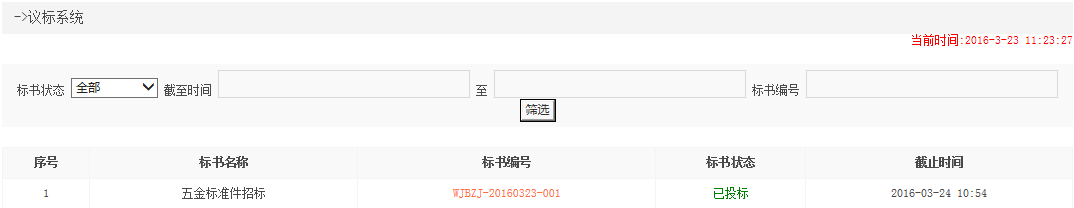 ->议标系统
当前时间:2016-3-23 11:23:27
标书状态 全部 截至时间 至 标书编号
筛选
序号 标书名称 标书编号 标书状态 截止时间
1 五金标准件招标 WJBZJ-20160323-001 已投标 2016-03-24 10:54